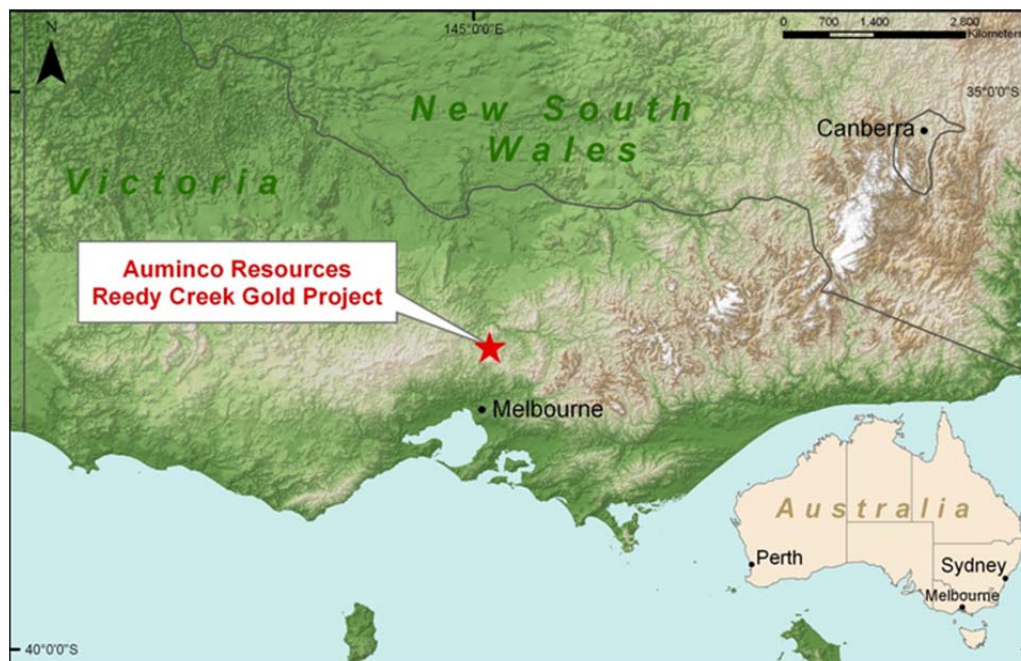 N
145°0'0"E
0 700 1.400 2.800
Kilometers
35°0'0"S
New South
Wales
Canberra
Victoria
Auminco Resources
Reedy Creek Gold Project
Melbourne
Australia
Perth
Sydney
Melbourne
40°0'0"S